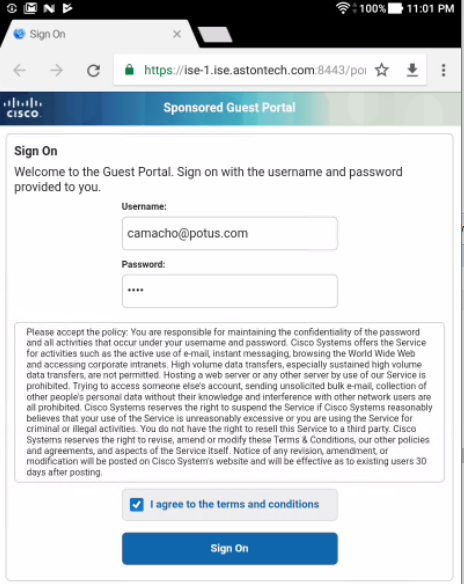 100% 11:01 PM
Sign On
https://ise-1.ise.astontech.com:8443/por
CISCO
Sponsored Guest Portal
Sign On
Welcome to the Guest Portal. Sign on with the username and password
provided to you.
Username:
camacho@potus.com
Password:
••••
Please accept the policy: You are responsible for maintaining the confidentiality of the password
and all activities that occur under your username and password. Cisco Systems offers the Service
for activities such as the active use of e-mail, instant messaging, browsing the World Wide Web
and accessing corporate intranets. High volume data transfers, especially sustained high volume
data transfers, are not permitted. Hosting a web server or any other server by use of our Service is
prohibited. Trying to access someone else's account, sending unsolicited bulk e-mail, collection of
other people's personal data without their knowledge and interference with other network users are
all prohibited. Cisco Systems reserves the right to suspend the Service if Cisco Systems reasonably
believes that your use of the Service is unreasonably excessive or you are using the Service for
criminal or illegal activities. You do not have the right to resell this Service to a third party. Cisco
Systems reserves the right to revise, amend or modify these Terms & Conditions, our other policies
and agreements, and aspects of the Service itself. Notice of any revision, amendment, or
modification will be posted on Cisco System's website and will be effective as to existing users 30
days after posting.
I agree to the terms and conditions
Sign On